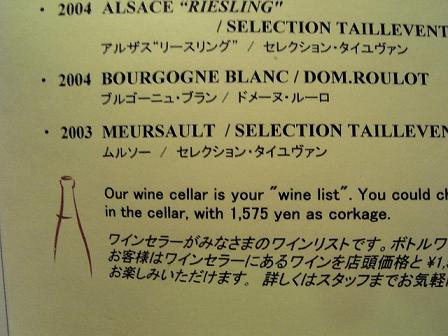 • 2004 ALSACE "RIESLING"
/ SELECTION TAILLEVENT
アルザス"リースリング" / セレクション・タイユヴァン
• 2004 BOURGOGNE BLANC / DOM.ROULOT
ブルゴーニュ・ブラン / ドメーヌ・ルーロ
• 2003 MEURSAULT / SELECTION TAILLEVEN
ムルソー / セレクション・タイユヴァン
Our wine cellar is your "wine list". You could ch
in the cellar, with 1,575 yen as corkage.
ワインセラーがみなさまのワインリストです。ボトルワ
お客様はワインセラーにあるワインを店頭価格と ¥1,
お楽しみいただけます。 詳しくはスタッフまでお気軽